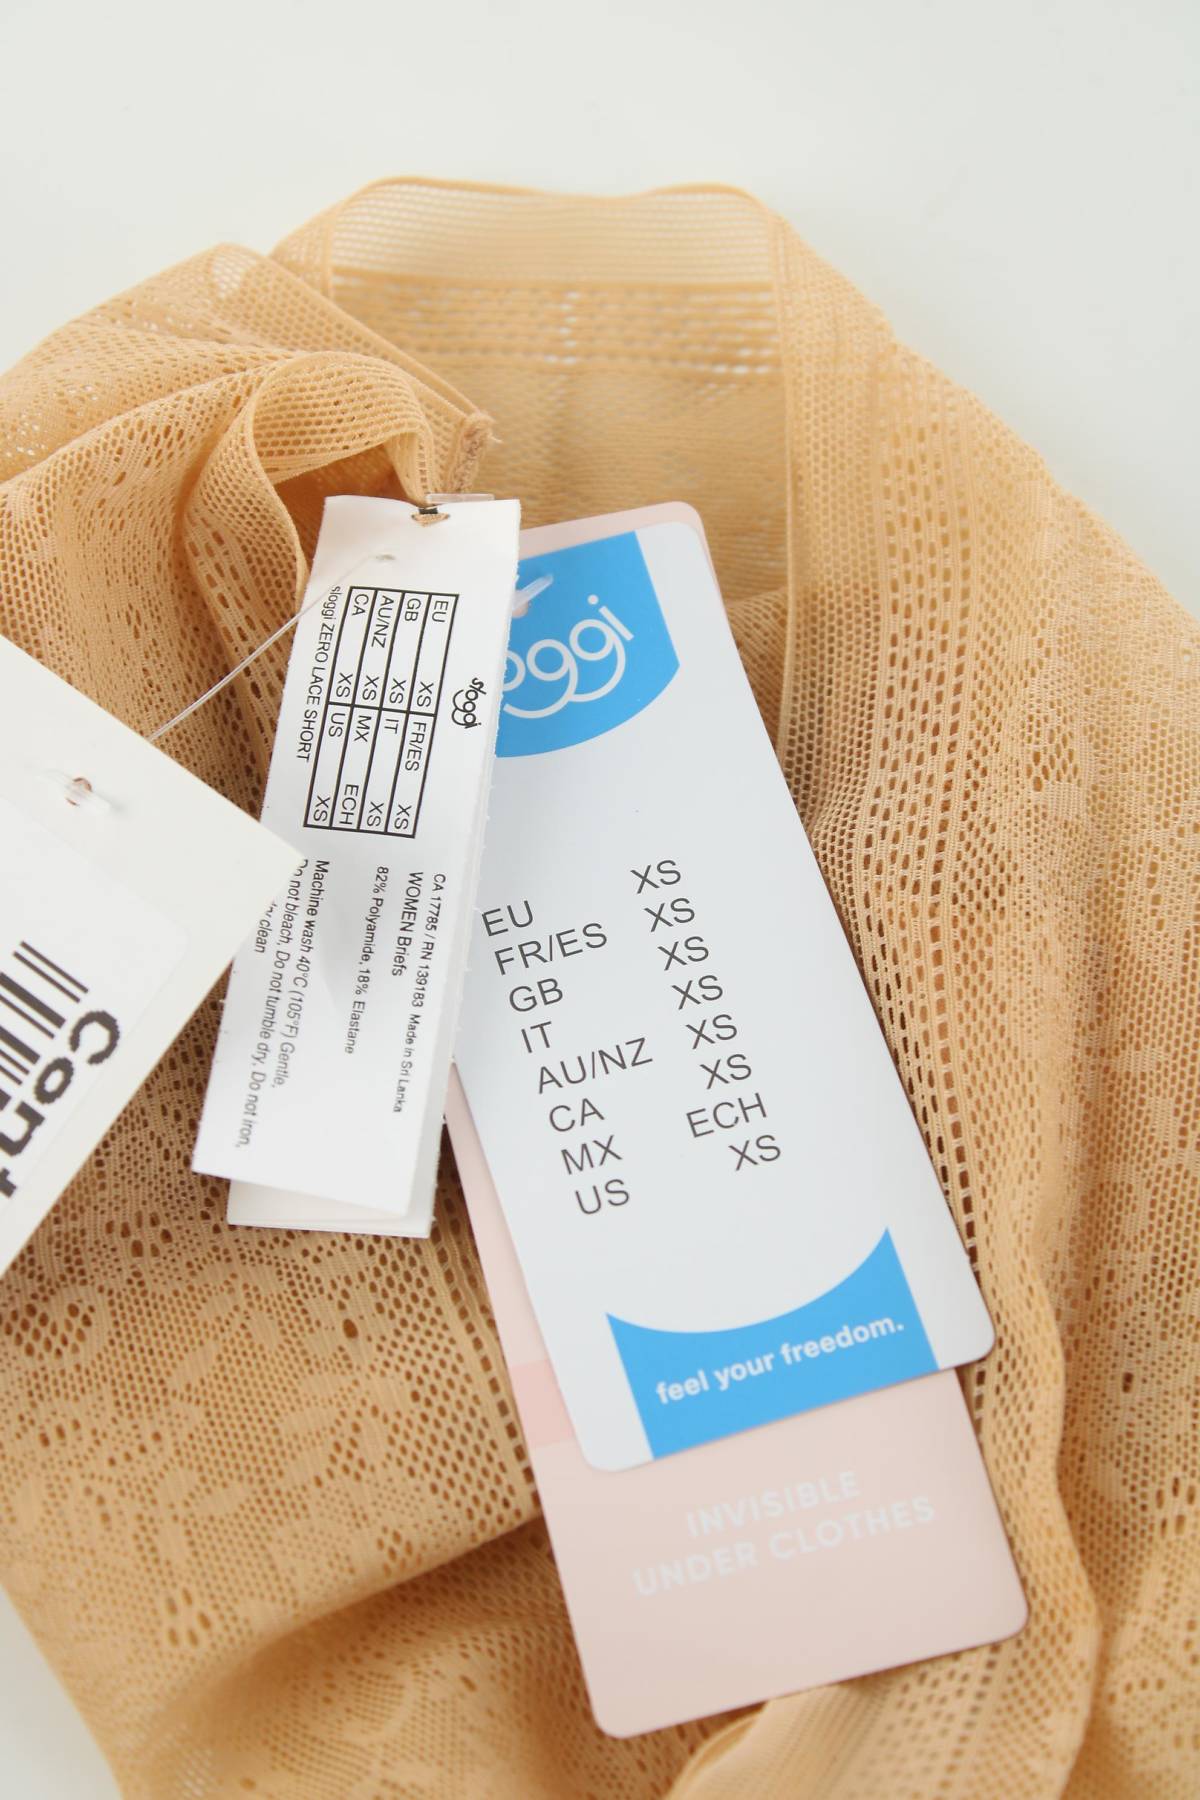 sloggi
EU XS FR/ES XS
GB XS IT XS
AU/NZ XS MX ECH
CA XS US XS
sloggi ZERO LACE SHORT
CA 17785 / RN 139183 Made in Sri Lanka
WOMEN Briefs
82% Polyamide, 18% Elastane
Machine wash 40°C (105°F) Gentle,
Do not bleach, Do not tumble dry, Do not iron,
clean
oggi
EU XS
FR/ES XS
GB XS
IT XS
AU/NZ XS
CA XS
MX ECH
US XS
feel your freedom.
INVISIBLE
UNDER CLOTHES
Cont